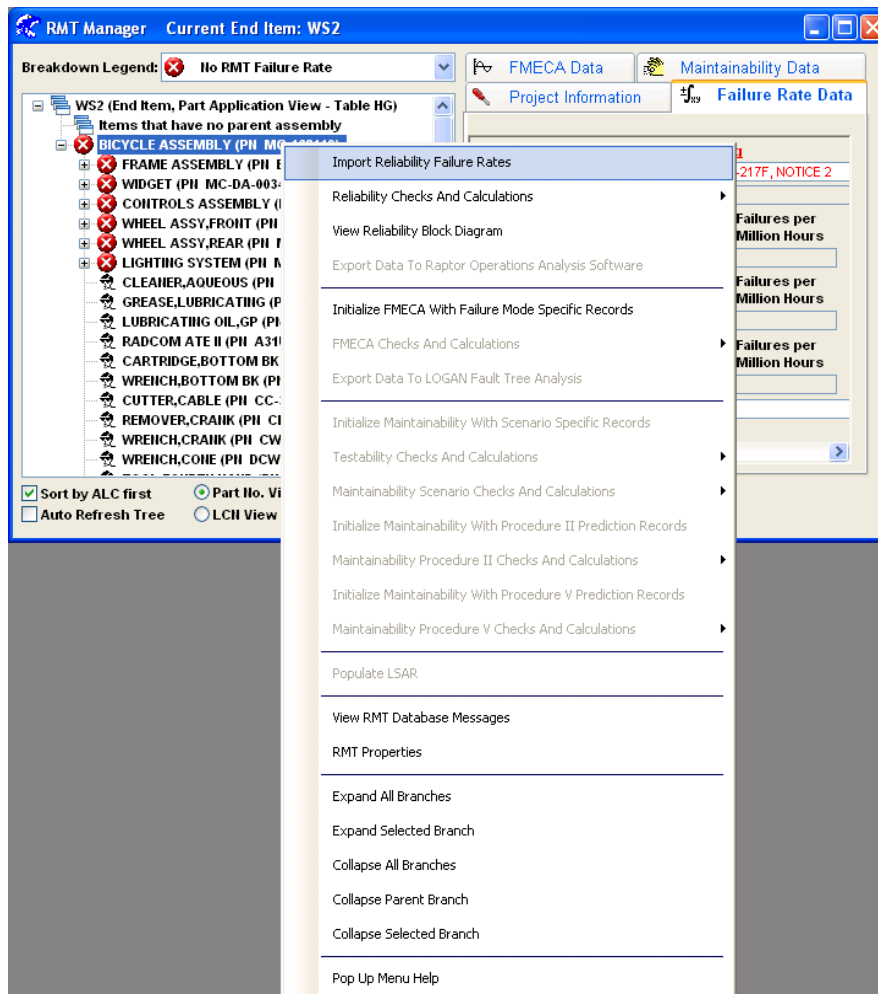 RMT Manager Current End Item: WS2
Breakdown Legend: No RMT Failure Rate
FMECA Data
Maintainability Data
Project Information
Failure Rate Data
WS2 (End Item, Part Application View - Table HG)
Items that have no parent assembly
BICYCLE ASSEMBLY (PN
FRAME ASSEMBLY (PN
WIDGET (PN MC-DA-003
CONTROLS ASSEMBLY (
WHEEL ASSY,FRONT (PN
WHEEL ASSY,REAR (PN
LIGHTING SYSTEM (PN
CLEANER,AQUEOUS (PN
GREASE,LUBRICATING (P
LUBRICATING OIL,GP (PN
RADCOM ATE II (PN A31
CARTRIDGE,BOTTOM BK
WRENCH,BOTTOM BK (PN
CUTTER,CABLE (PN CC-
REMOVER,CRANK (PN
WRENCH,CRANK (PN CW
WRENCH,CONE (PN DCW
Sort by ALC first
Part No. Vi
Auto Refresh Tree
LCN View
-217F, NOTICE 2
Failures per
Million Hours
Failures per
Million Hours
Failures per
Million Hours
Import Reliability Failure Rates
Reliability Checks And Calculations
View Reliability Block Diagram
Export Data To Raptor Operations Analysis Software
Initialize FMECA With Failure Mode Specific Records
FMECA Checks And Calculations
Export Data To LOGAN Fault Tree Analysis
Initialize Maintainability With Scenario Specific Records
Testability Checks And Calculations
Maintainability Scenario Checks And Calculations
Initialize Maintainability With Procedure II Prediction Records
Maintainability Procedure II Checks And Calculations
Initialize Maintainability With Procedure V Prediction Records
Maintainability Procedure V Checks And Calculations
Populate LSAR
View RMT Database Messages
RMT Properties
Expand All Branches
Expand Selected Branch
Collapse All Branches
Collapse Parent Branch
Collapse Selected Branch
Pop Up Menu Help